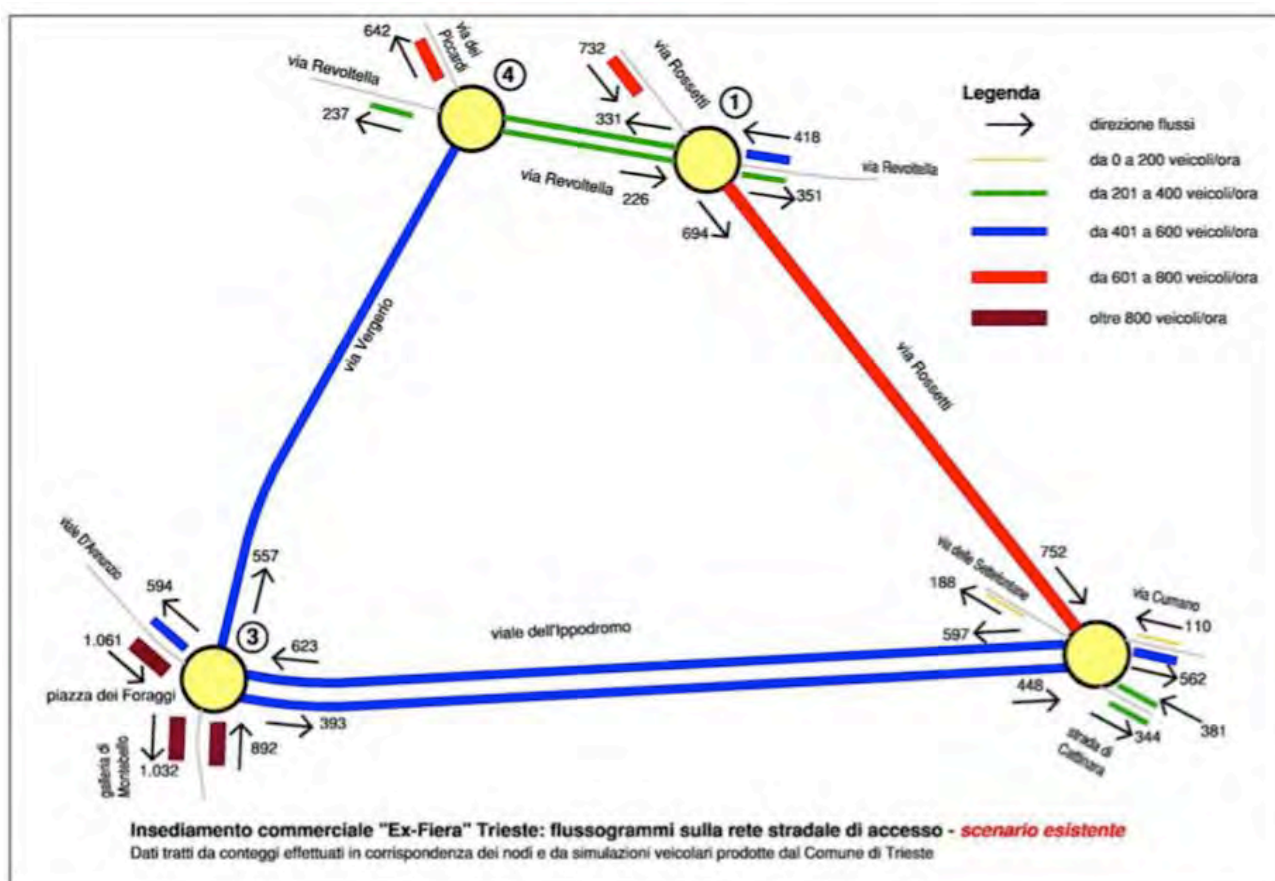 642
via dei
Piccardi
via Revoltella
237
4
732
via Rossetti
1
331
418
via Revoltella
via Revoltella
226
351
694
Legenda
direzione flussi
da 0 a 200 veicoli/ora
da 201 a 400 veicoli/ora
da 401 a 600 veicoli/ora
da 601 a 800 veicoli/ora
oltre 800 veicoli/ora
via Vergerio
via Rossetti
viale D'Annunzio
594
557
1.061
3
623
piazza dei Foraggi
393
galleria di
Montebello
1.032
892
viale dell'Ippodromo
via delle Settefontane
752
188
via Cumano
110
597
562
448
381
344
strada di
Cattinara
Insediamento commerciale "Ex-Fiera" Trieste: flussogrammi sulla rete stradale di accesso - scenario esistente
Dati tratti da conteggi effettuati in corrispondenza dei nodi e da simulazioni veicolari prodotte dal Comune di Trieste